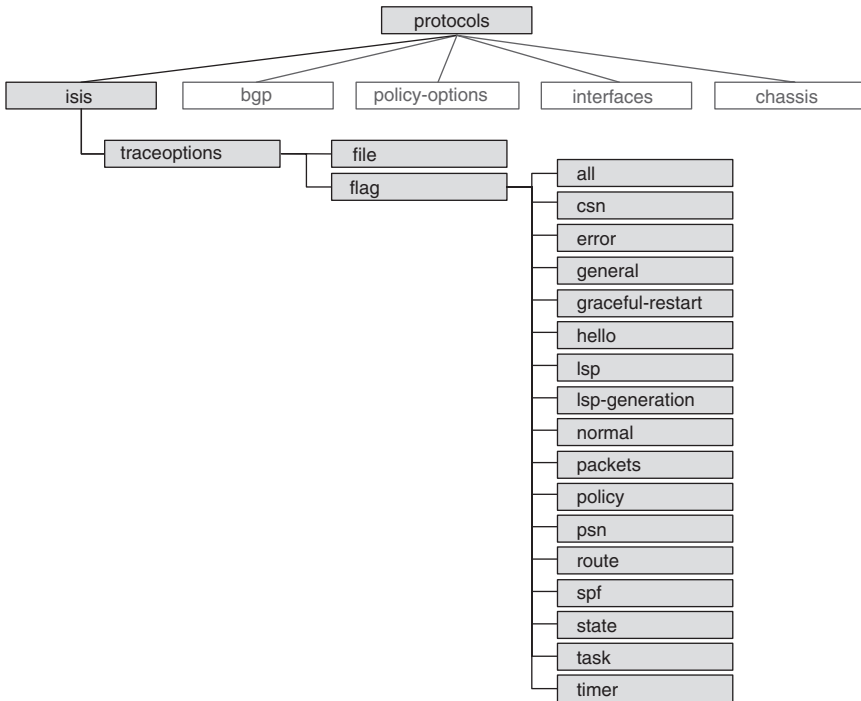 protocols
isis bgp policy-options interfaces chassis
traceoptions file
flag
all
csn
error
general
graceful-restart
hello
lsp
lsp-generation
normal
packets
policy
psn
route
spf
state
task
timer